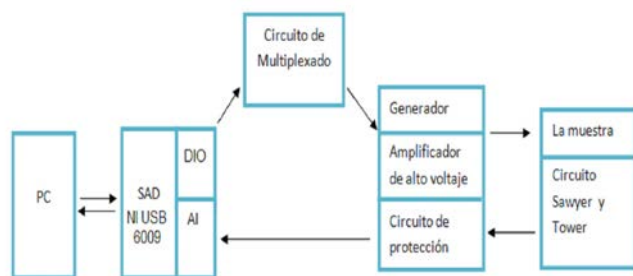 Circuito de
Multiplexado
Generador
La muestra
DIO
Amplificador
de alto voltaje
PC
SAD
NI USB
6009
Circuito
Sawyer y
Tower
AI
Circuito de
protección